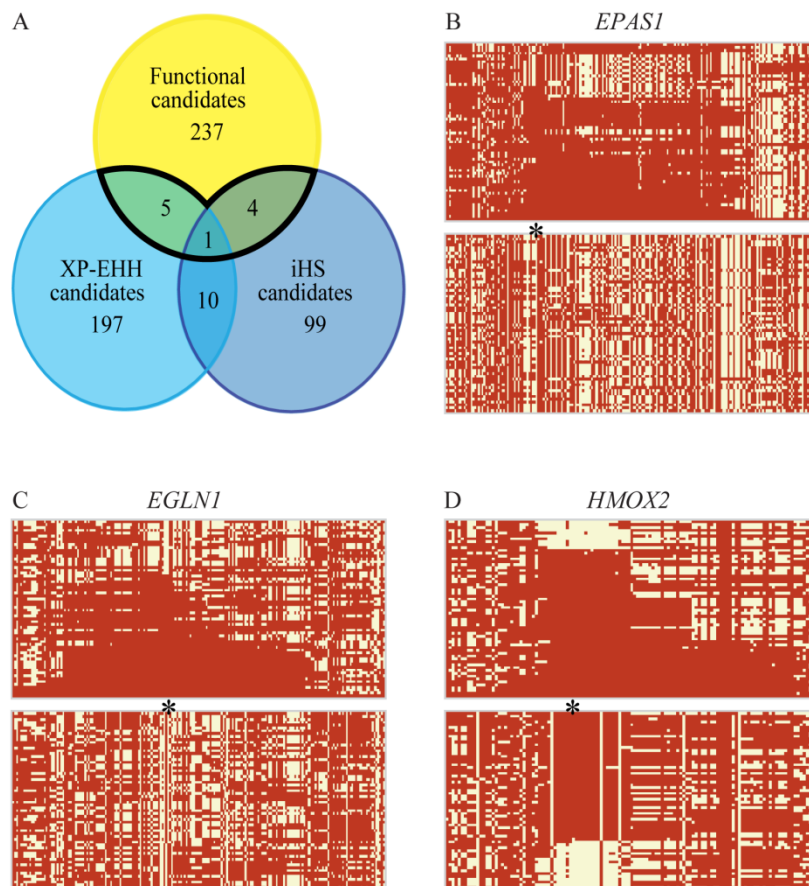 A
Functional
candidates
237
5
4
1
XP-EHH
candidates
197
10
iHS
candidates
99
B
EPAS1
*
C
EGLN1
*
D
HMOX2
*